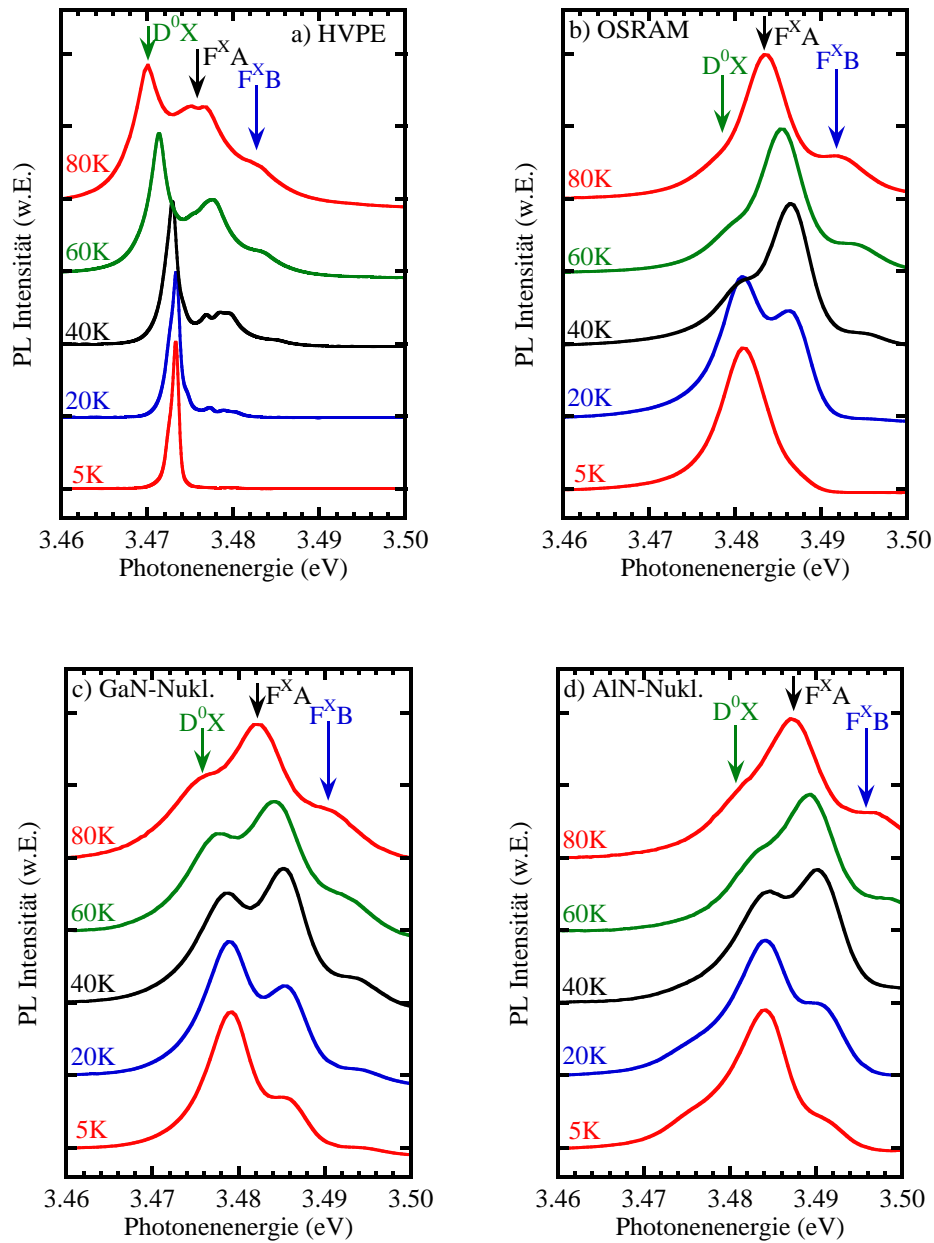 a) HVPE
D⁰X
FˣA
FˣB
80K
60K
40K
20K
5K
PL Intensität (w.E.)
3.46 3.47 3.48 3.49 3.50
Photonenenergie (eV)
b) OSRAM
FˣA
D⁰X
FˣB
80K
60K
40K
20K
5K
PL Intensität (w.E.)
3.46 3.47 3.48 3.49 3.50
Photonenenergie (eV)
c) GaN-Nukl.
FˣA
D⁰X
FˣB
80K
60K
40K
20K
5K
PL Intensität (w.E.)
3.46 3.47 3.48 3.49 3.50
Photonenenergie (eV)
d) AlN-Nukl.
FˣA
D⁰X
FˣB
80K
60K
40K
20K
5K
PL Intensität (w.E.)
3.46 3.47 3.48 3.49 3.50
Photonenenergie (eV)